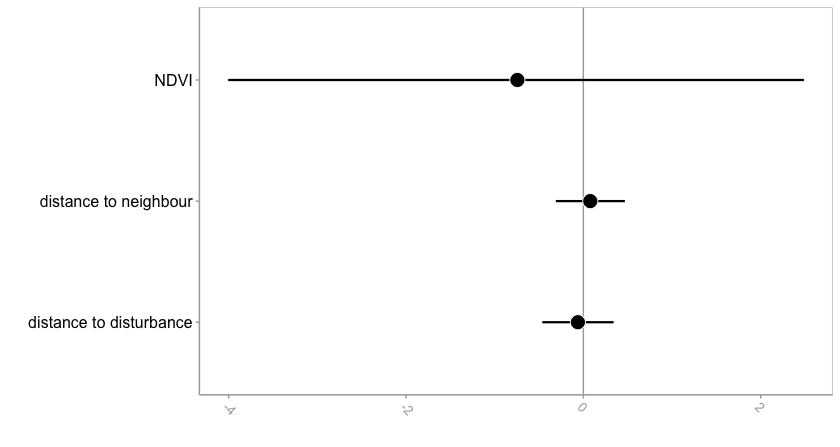 NDVI
distance to neighbour
distance to disturbance
-4 -2 0 2